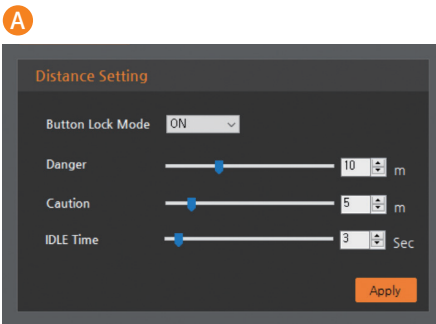 A
Distance Setting
Button Lock Mode ON
Danger 10 m
Caution 5 m
IDLE Time 3 Sec
Apply